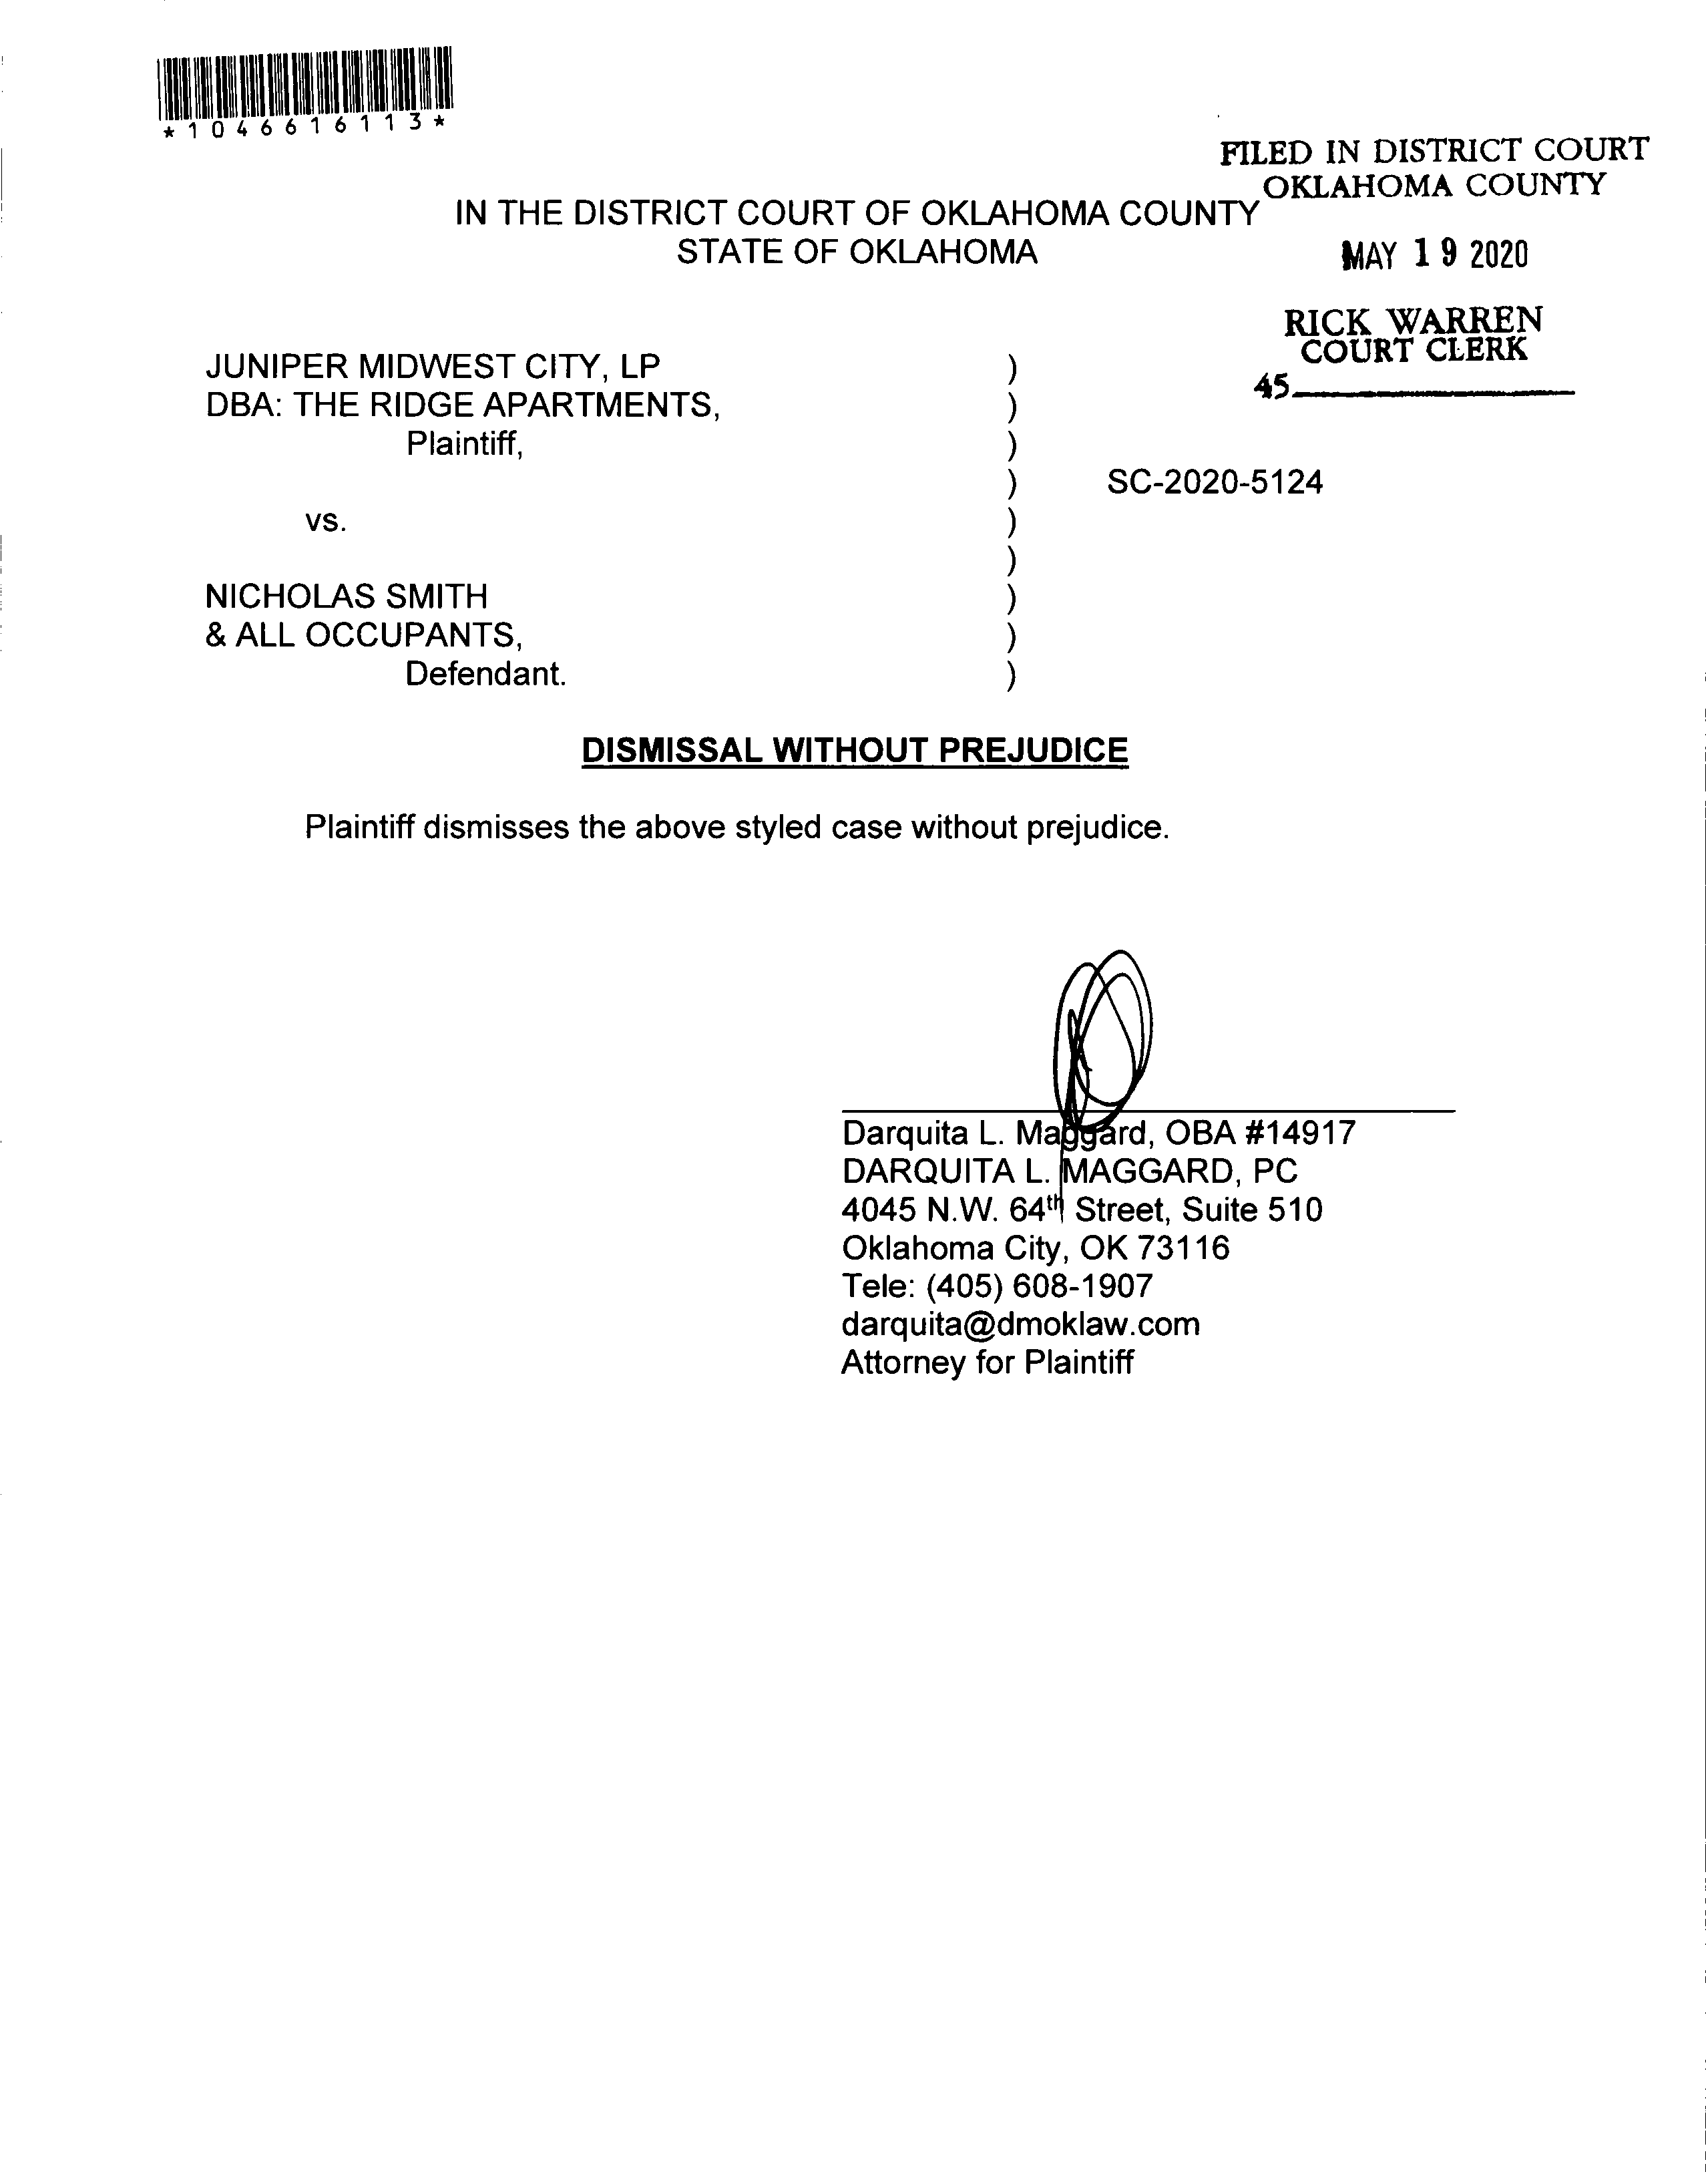 *1046616113*
FILED IN DISTRICT COURT
OKLAHOMA COUNTY
IN THE DISTRICT COURT OF OKLAHOMA COUNTY
STATE OF OKLAHOMA
MAY 19 2020
RICK WARREN
COURT CLERK
45
JUNIPER MIDWEST CITY, LP )
DBA: THE RIDGE APARTMENTS, )
Plaintiff, )
) SC-2020-5124
vs. )
)
NICHOLAS SMITH )
& ALL OCCUPANTS, )
Defendant. )
DISMISSAL WITHOUT PREJUDICE
Plaintiff dismisses the above styled case without prejudice.
Darquita L. Maggard, OBA #14917
DARQUITA L. MAGGARD, PC
4045 N.W. 64th Street, Suite 510
Oklahoma City, OK 73116
Tele: (405) 608-1907
darquita@dmoklaw.com
Attorney for Plaintiff